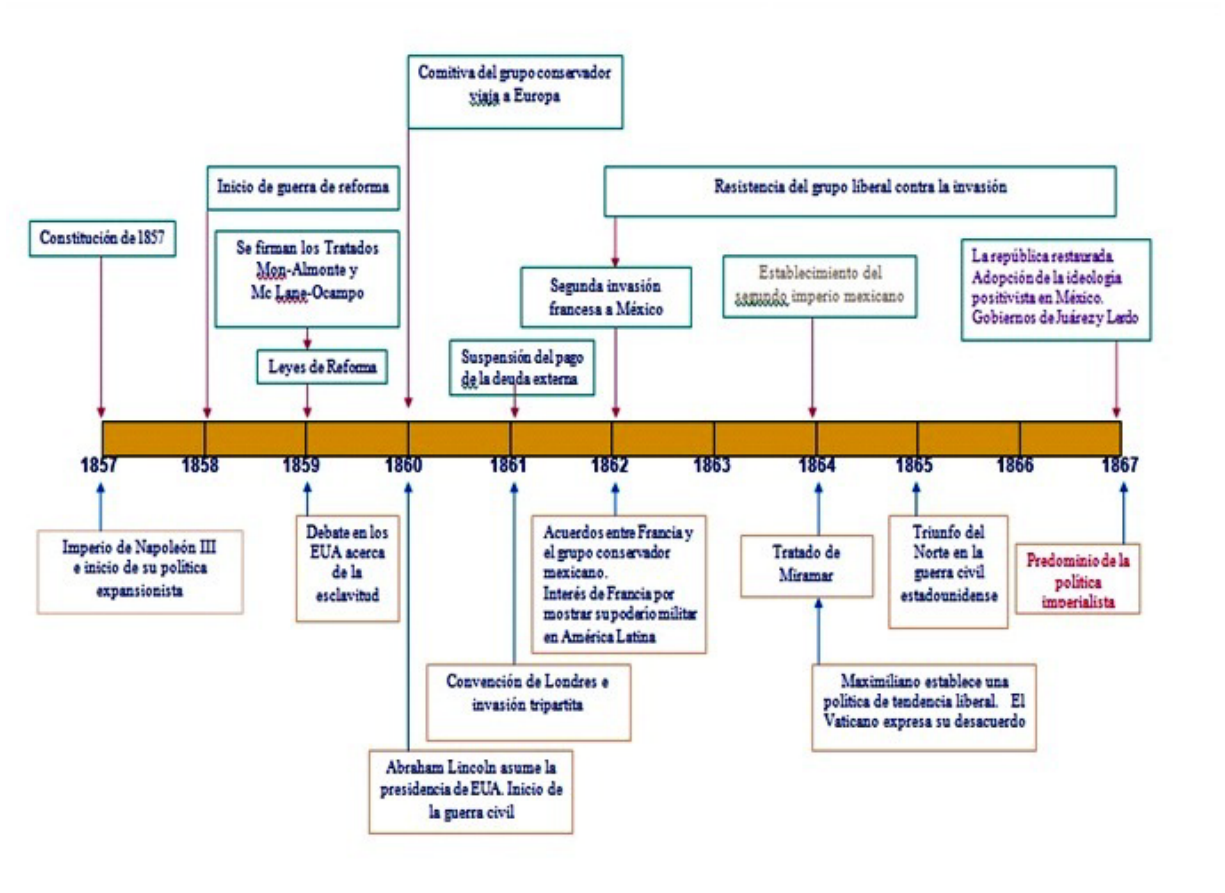 Comitiva del grupo conservador
viaja a Europa
Inicio de guerra de reforma
Resistencia del grupo liberal contra la invasión
Constitución de 1857
Se firman los Tratados
Mon-Almonte y
Mc Lane-Ocampo
La república restaurada.
Adopción de la ideología
positivista en México.
Gobiernos de Juárez y Lerdo
Segunda invasión
francesa a México
Establecimiento del
segundo imperio mexicano
Suspensión del pago
de la deuda externa
Leyes de Reforma
1857 1858 1859 1860 1861 1862 1863 1864 1865 1866 1867
Imperio de Napoleón III
e inicio de su política
expansionista
Debate en los
EUA acerca
de la
esclavitud
Acuerdos entre Francia y
el grupo conservador
mexicano.
Interés de Francia por
mostrar su poderío militar
en América Latina
Tratado de
Miramar
Triunfo del
Norte en la
guerra civil
estadounidense
Predominio de la
política
imperialista
Convención de Londres e
invasión tripartita
Maximiliano establece una
política de tendencia liberal. El
Vaticano expresa su desacuerdo
Abraham Lincoln asume la
presidencia de EUA. Inicio de
la guerra civil